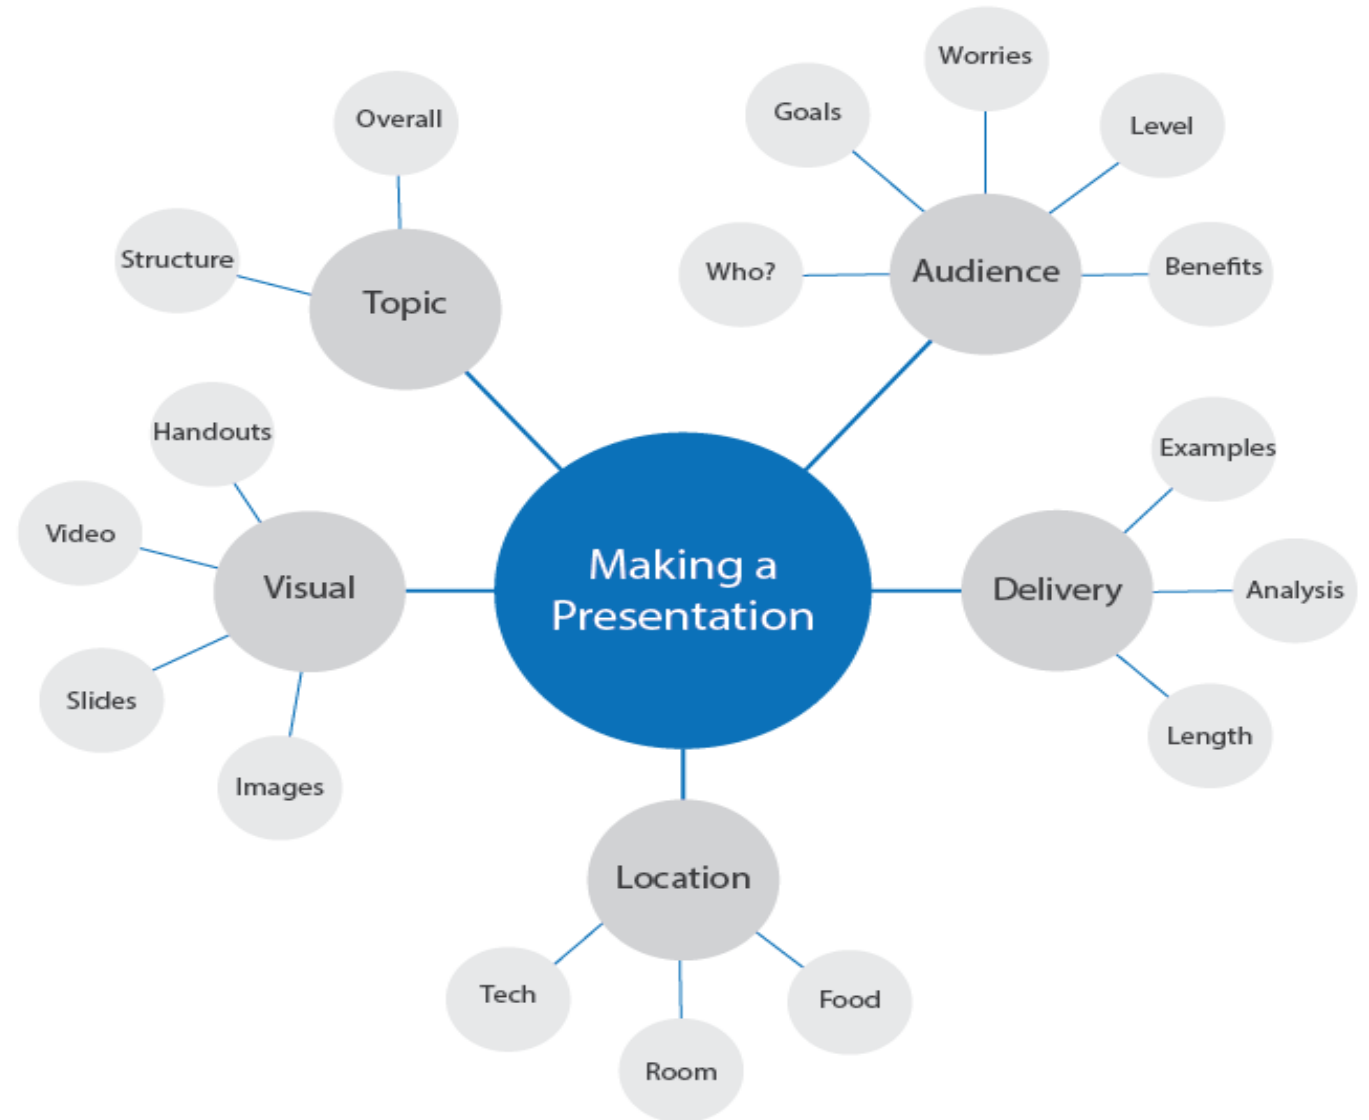 Worries
Goals
Overall
Level
Structure
Who?
Audience
Benefits
Topic
Handouts
Examples
Video
Visual
Making a
Presentation
Delivery
Analysis
Slides
Images
Length
Location
Tech
Food
Room